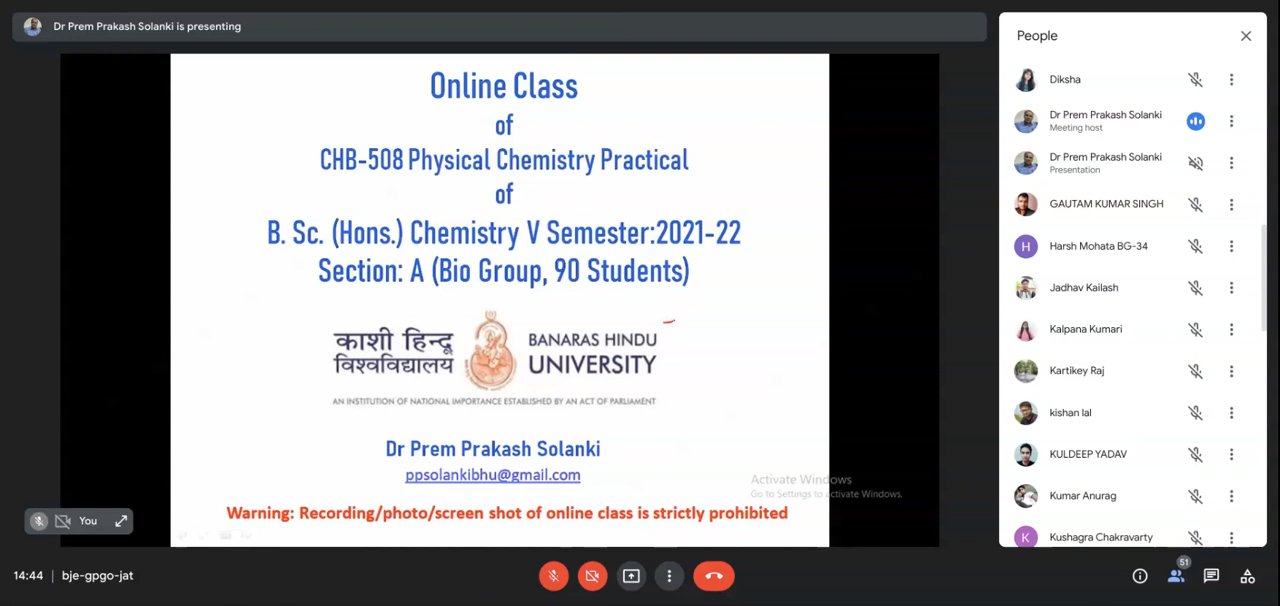 Dr Prem Prakash Solanki is presenting
Online Class
of
CHB-508 Physical Chemistry Practical
of
B. Sc. (Hons.) Chemistry V Semester:2021-22
Section: A (Bio Group, 90 Students)
काशी हिन्दू
विश्वविद्यालय
BANARAS HINDU
UNIVERSITY
AN INSTITUTION OF NATIONAL IMPORTANCE ESTABLISHED BY AN ACT OF PARLIAMENT
Dr Prem Prakash Solanki
ppsolankibhu@gmail.com
Activate Windows
Go to Settings to activate Windows.
Warning: Recording/photo/screen shot of online class is strictly prohibited
You
14:44 | bje-gpgo-jat
People
Diksha
Dr Prem Prakash Solanki
Meeting host
Dr Prem Prakash Solanki
Presentation
GAUTAM KUMAR SINGH
H
Harsh Mohata BG-34
Jadhav Kailash
Kalpana Kumari
Kartikey Raj
kishan lal
KULDEEP YADAV
Kumar Anurag
K
Kushagra Chakravarty
51